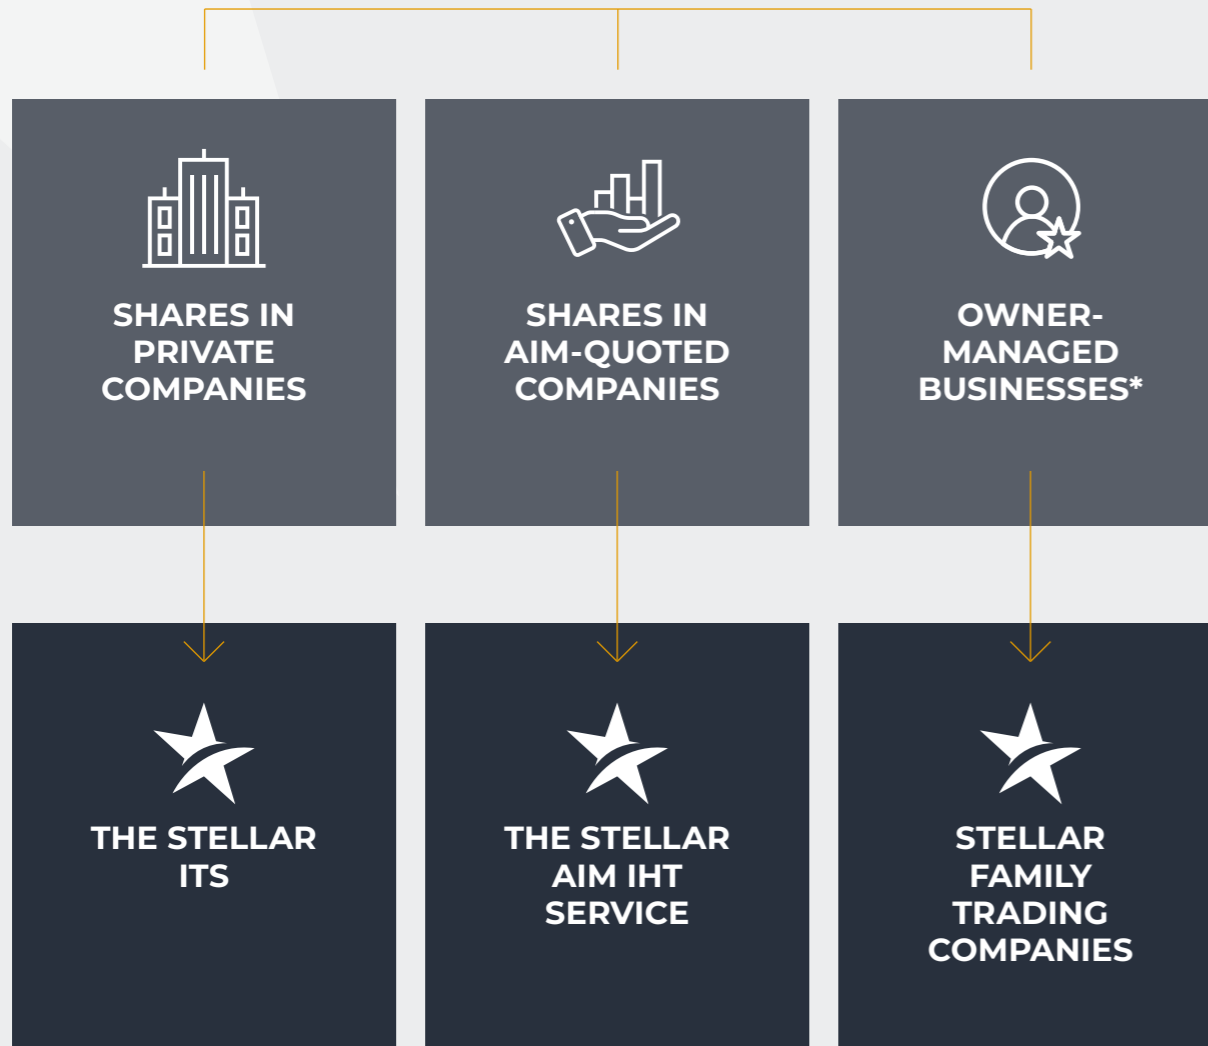 SHARES IN
PRIVATE
COMPANIES
SHARES IN
AIM-QUOTED
COMPANIES
OWNER-
MANAGED
BUSINESSES*
THE STELLAR
ITS
THE STELLAR
AIM IHT
SERVICE
STELLAR
FAMILY
TRADING
COMPANIES